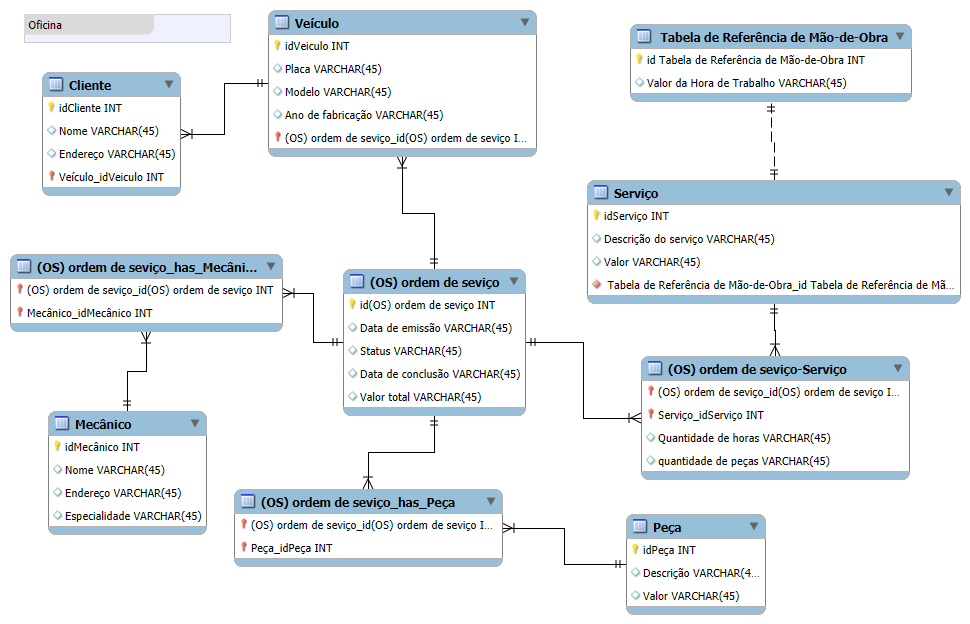 Oficina
Veículo
idVeiculo INT
Placa VARCHAR(45)
Modelo VARCHAR(45)
Ano de fabricação VARCHAR(45)
(OS) ordem de seviço_id(OS) ordem de seviço I...
Tabela de Referência de Mão-de-Obra
id Tabela de Referência de Mão-de-Obra INT
Valor da Hora de Trabalho VARCHAR(45)
Cliente
idCliente INT
Nome VARCHAR(45)
Endereço VARCHAR(45)
Veículo_idVeiculo INT
Serviço
idServiço INT
Descrição do serviço VARCHAR(45)
Valor VARCHAR(45)
Tabela de Referência de Mão-de-Obra_id Tabela de Referência de Mã...
(OS) ordem de seviço_has_Mecâni...
(OS) ordem de seviço_id(OS) ordem de seviço INT
Mecânico_idMecânico INT
(OS) ordem de seviço
id(OS) ordem de seviço INT
Data de emissão VARCHAR(45)
Status VARCHAR(45)
Data de conclusão VARCHAR(45)
Valor total VARCHAR(45)
(OS) ordem de seviço-Serviço
(OS) ordem de seviço_id(OS) ordem de seviço I...
Serviço_idServiço INT
Quantidade de horas VARCHAR(45)
quantidade de peças VARCHAR(45)
Mecânico
idMecânico INT
Nome VARCHAR(45)
Endereço VARCHAR(45)
Especialidade VARCHAR(45)
(OS) ordem de seviço_has_Peça
(OS) ordem de seviço_id(OS) ordem de seviço I...
Peça_idPeça INT
Peça
idPeça INT
Descrição VARCHAR(4...
Valor VARCHAR(45)